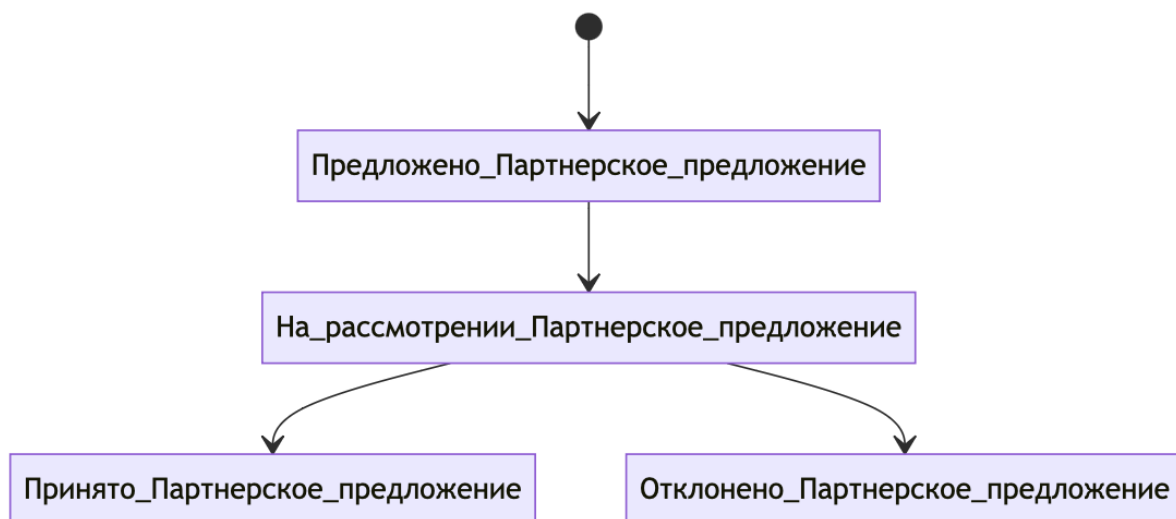 Предложено_Партнерское_предложение
На_рассмотрении_Партнерское_предложение
Принято_Партнерское_предложение
Отклонено_Партнерское_предложение